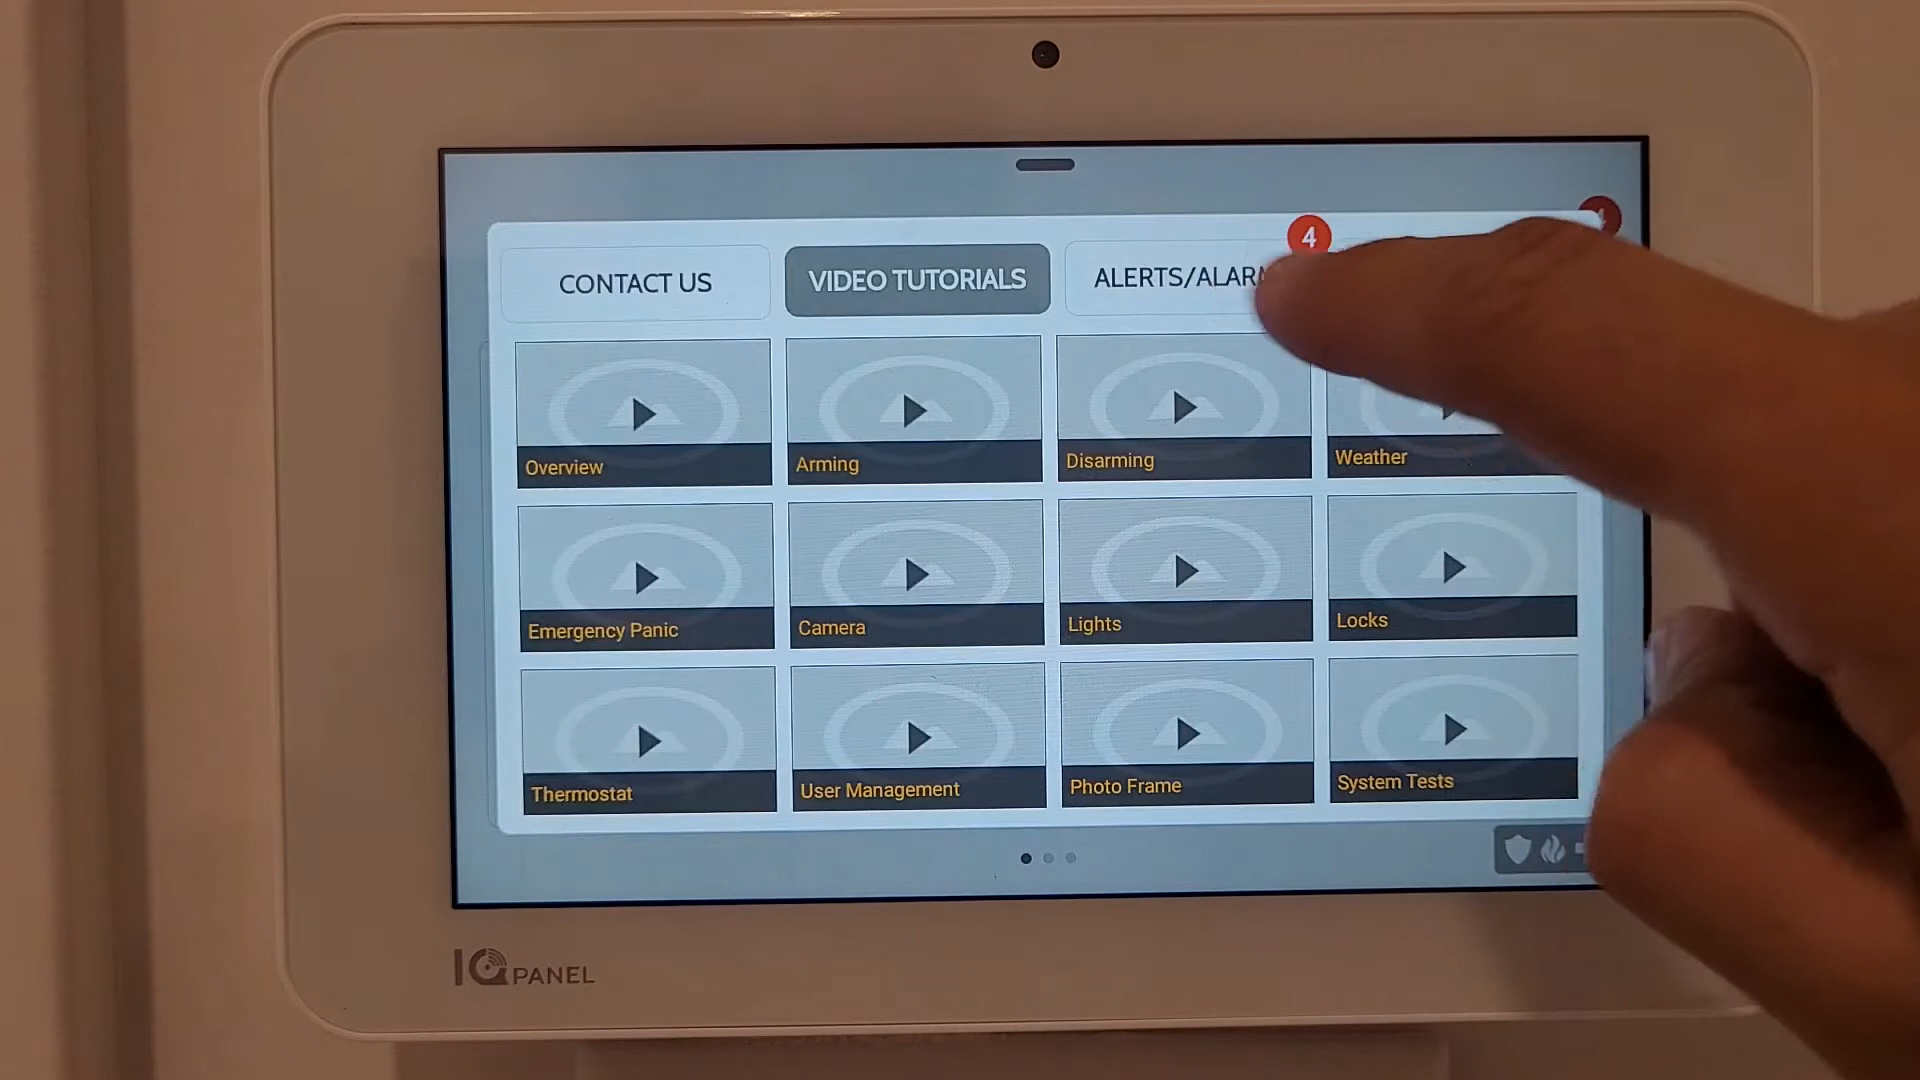 4
CONTACT US
VIDEO TUTORIALS
ALERTS/ALAR
Overview
Arming
Disarming
Weather
Emergency Panic
Camera
Lights
Locks
Thermostat
User Management
Photo Frame
System Tests
IQ PANEL